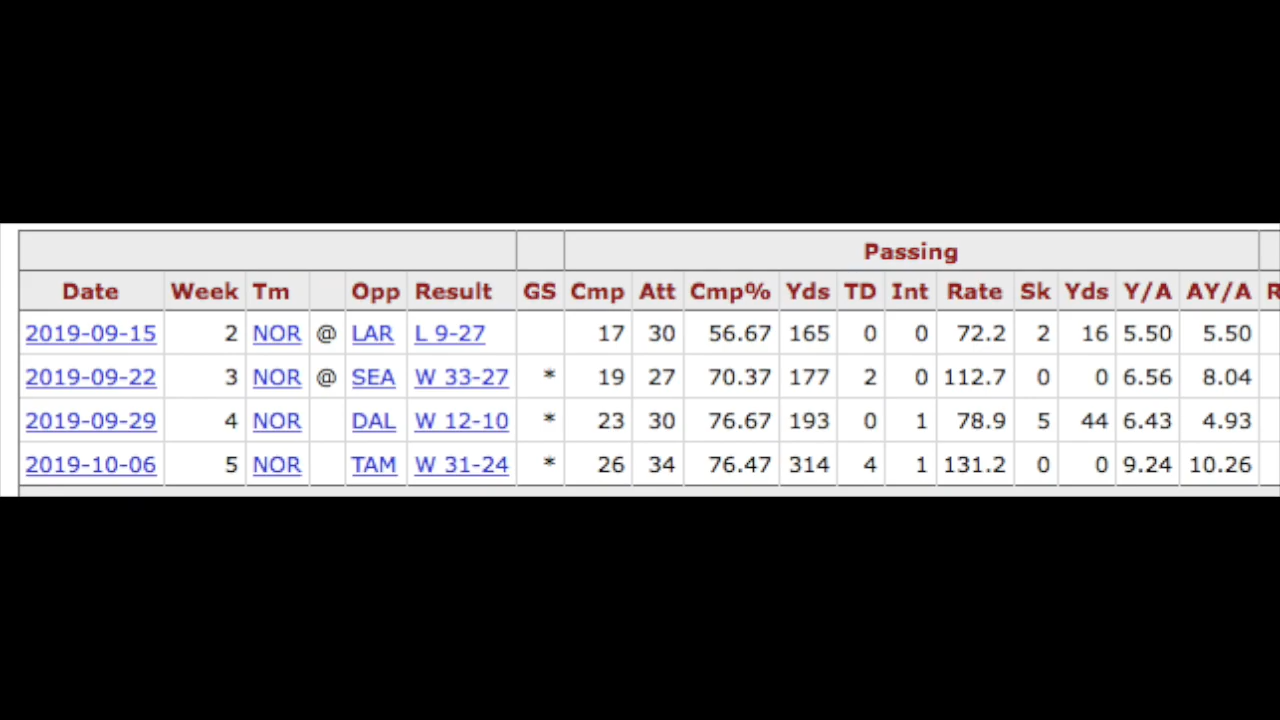 Passing
Date Week Tm Opp Result GS Cmp Att Cmp% Yds TD Int Rate Sk Yds Y/A AY/A R
2019-09-15 2 NOR @ LAR L 9-27 17 30 56.67 165 0 0 72.2 2 16 5.50 5.50
2019-09-22 3 NOR @ SEA W 33-27 * 19 27 70.37 177 2 0 112.7 0 0 6.56 8.04
2019-09-29 4 NOR DAL W 12-10 * 23 30 76.67 193 0 1 78.9 5 44 6.43 4.93
2019-10-06 5 NOR TAM W 31-24 * 26 34 76.47 314 4 1 131.2 0 0 9.24 10.26